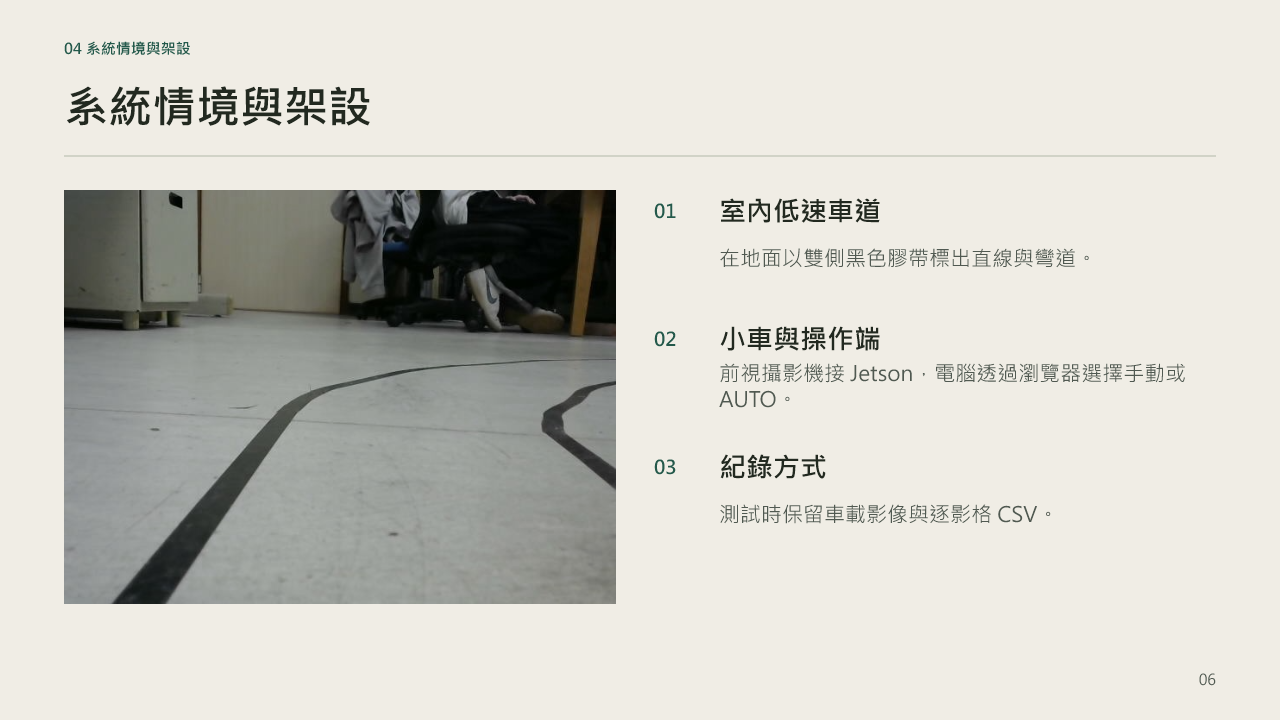 04 系統情境與架設
系統情境與架設
01 室內低速車道
在地面以雙側黑色膠帶標出直線與彎道。
02 小車與操作端
前視攝影機接 Jetson，電腦透過瀏覽器選擇手動或
AUTO。
03 紀錄方式
測試時保留車載影像與逐影格 CSV。
06